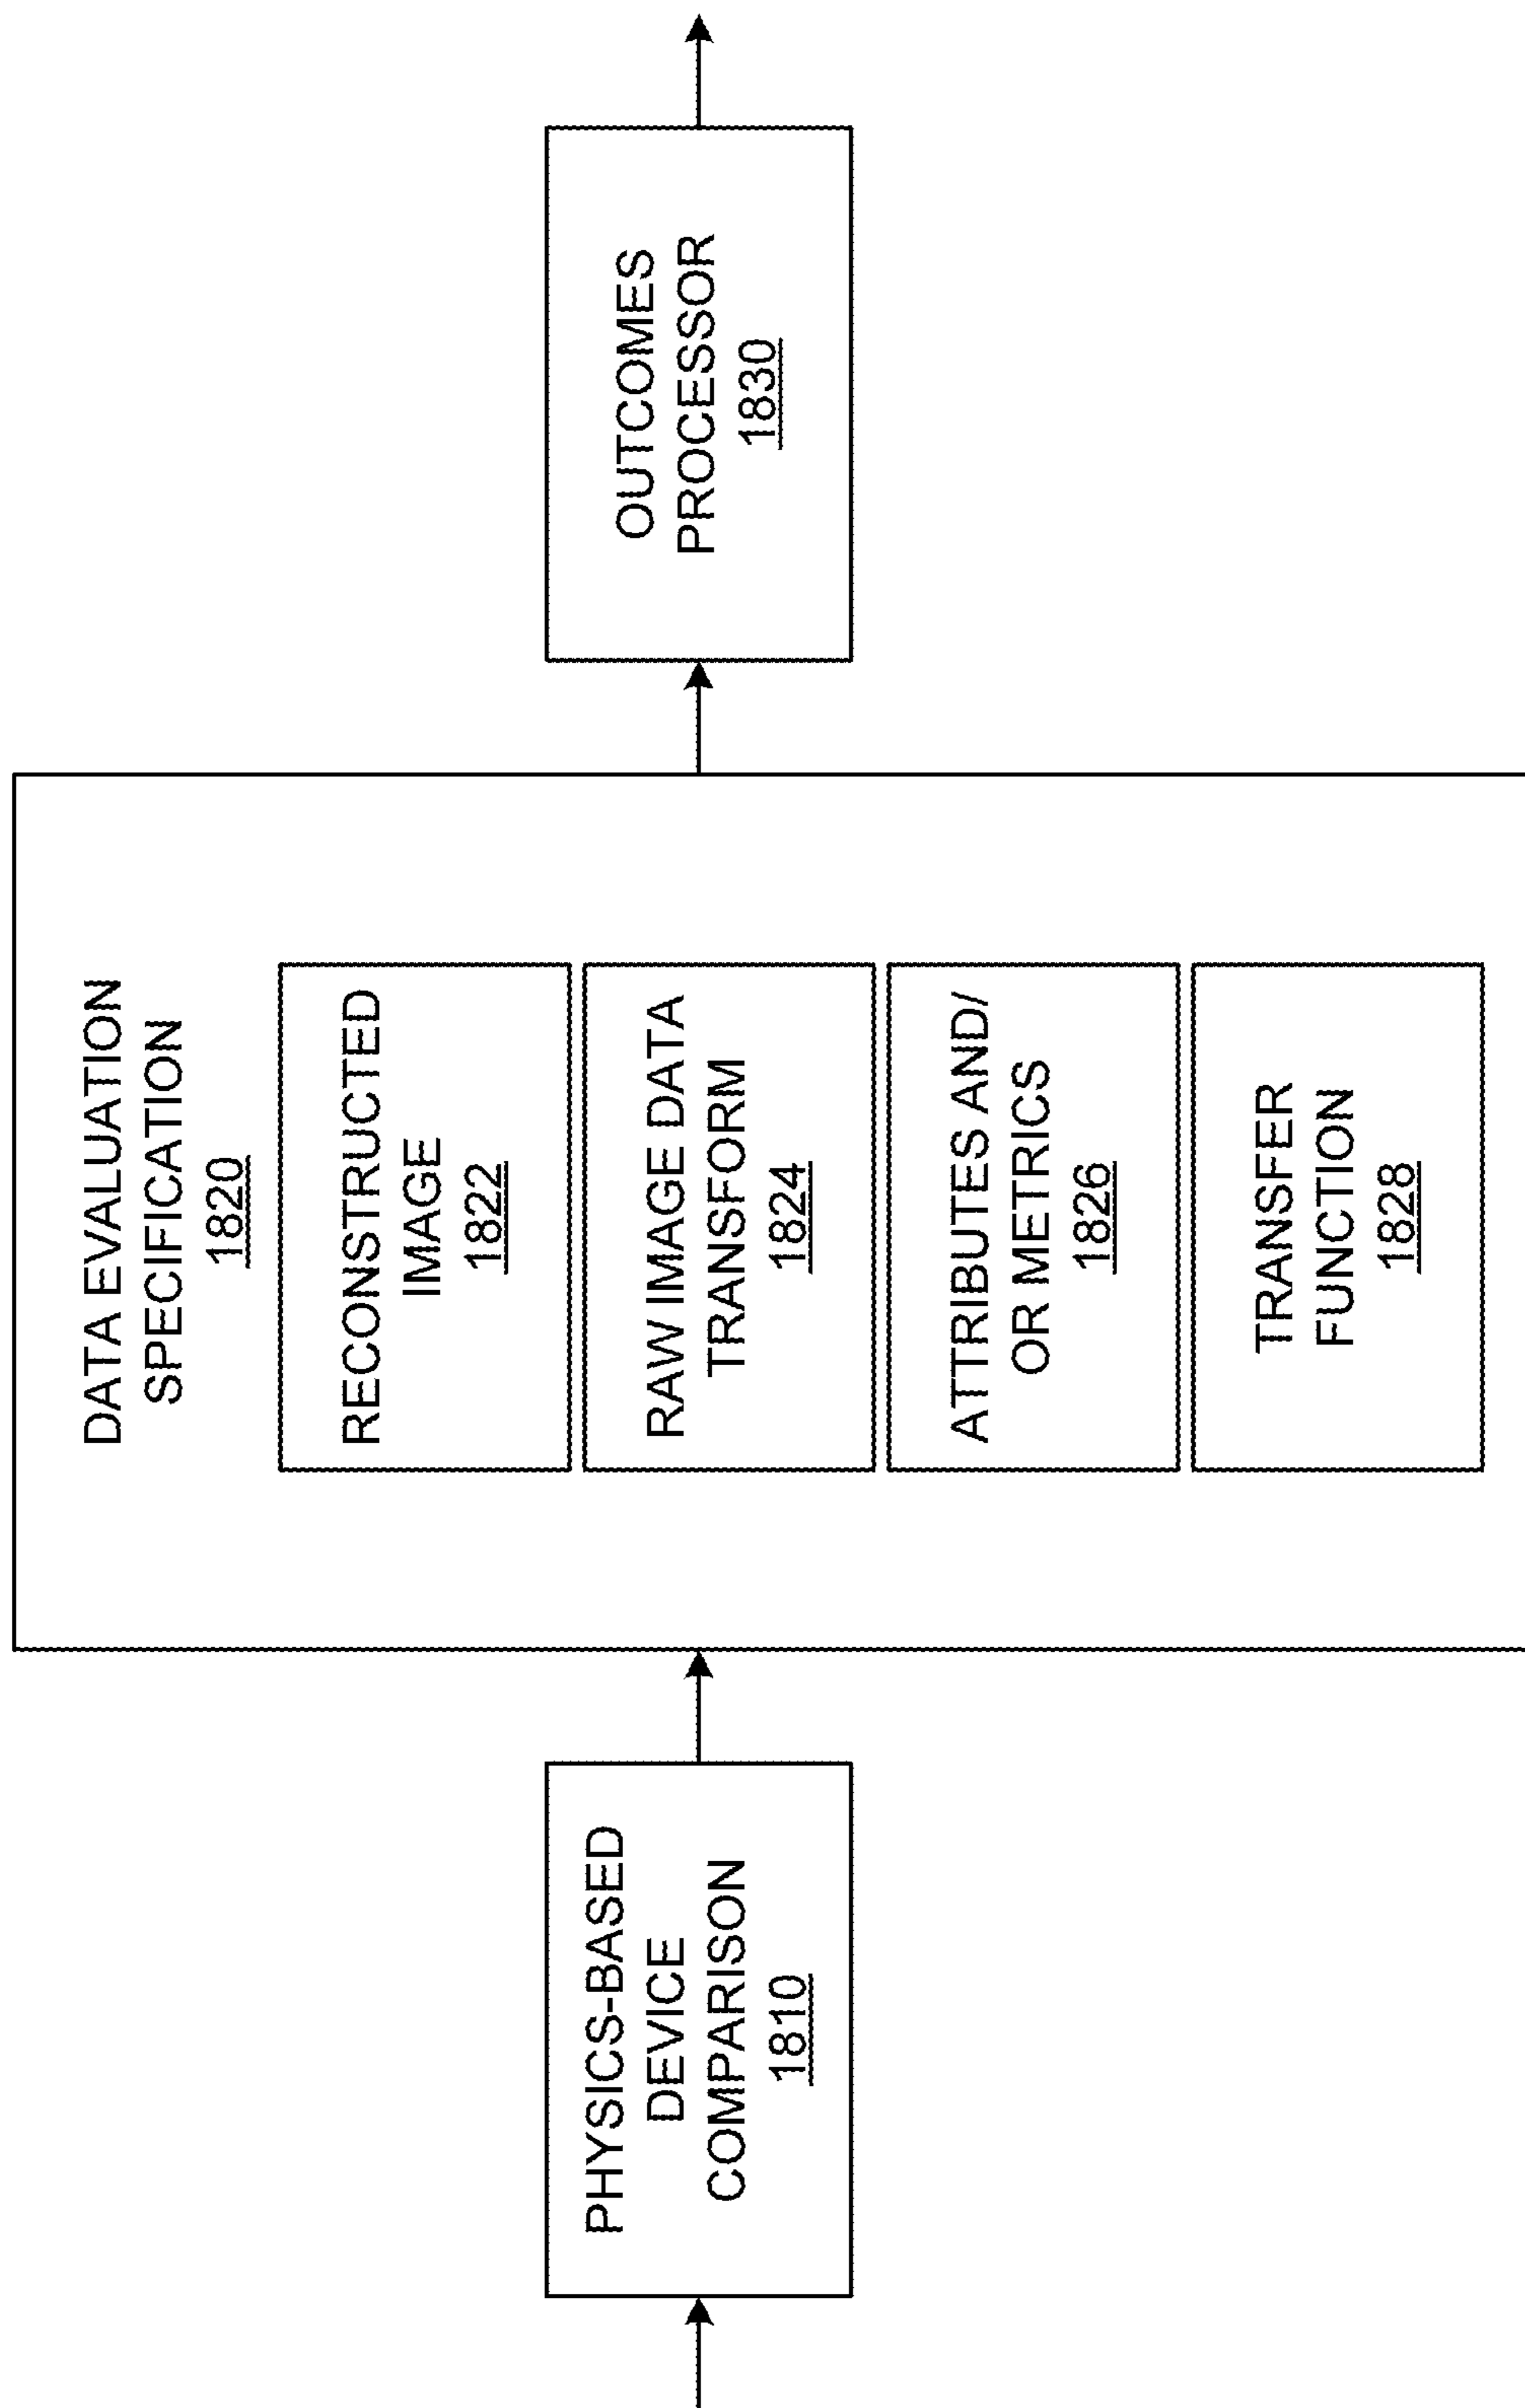 PHYSICS-BASED
DEVICE
COMPARISON
1810
DATA EVALUATION
SPECIFICATION
1820
RECONSTRUCTED
IMAGE
1822
RAW IMAGE DATA
TRANSFORM
1824
ATTRIBUTES AND/
OR METRICS
1826
TRANSFER
FUNCTION
1828
OUTCOMES
PROCESSOR
1830